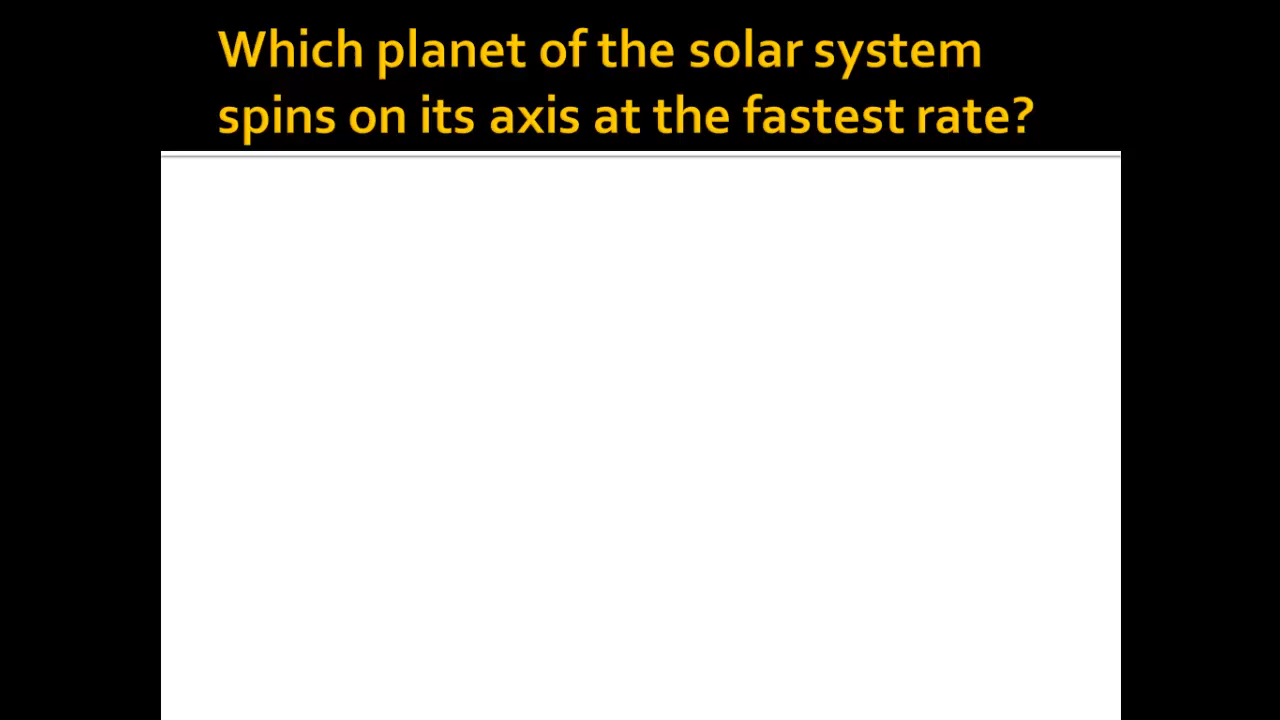 Which planet of the solar system
spins on its axis at the fastest rate?